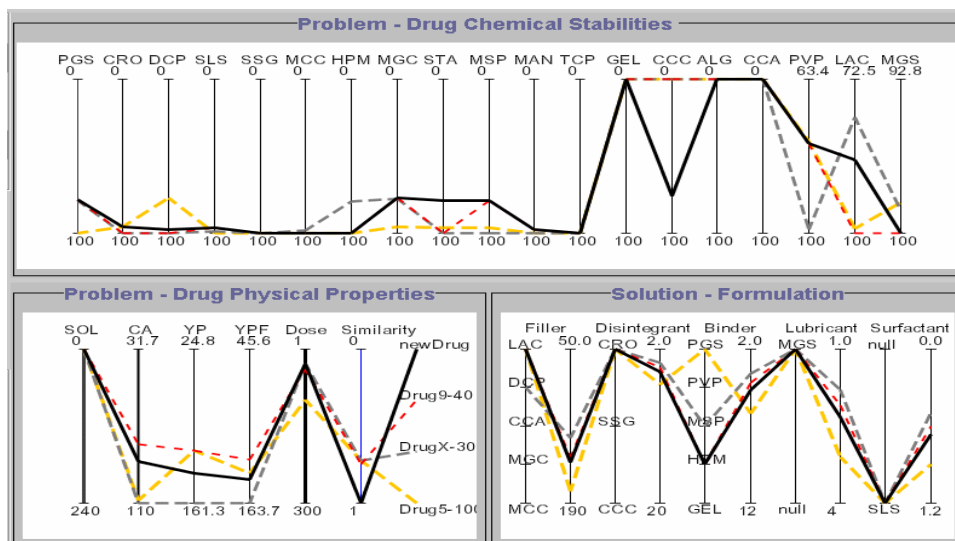 Problem - Drug Chemical Stabilities
PGS CRO DCP SLS SSG MCC HPM MGC STA MSP MAN TCP GEL CCC ALG CCA PVP LAC MGS
0 0 0 0 0 0 0 0 0 0 0 0 0 0 0 0 63.4 72.5 92.8
100 100 100 100 100 100 100 100 100 100 100 100 100 100 100 100 100 100 100
Problem - Drug Physical Properties
SOL CA YP YPF Dose Similarity
0 31.7 24.8 45.6 1 0 newDrug
Drug9-40
DrugX-30
Drug5-100
240 110 161.3 163.7 300 1
Solution - Formulation
Filler Disintegrant Binder Lubricant Surfactant
LAC 50.0 CRO 2.0 PGS 2.0 MGS 1.0 null 0.0
DCP PVP
CCA SSG MSP
MGC HPM
MCC 190 CCC 20 GEL 12 null 4 SLS 1.2